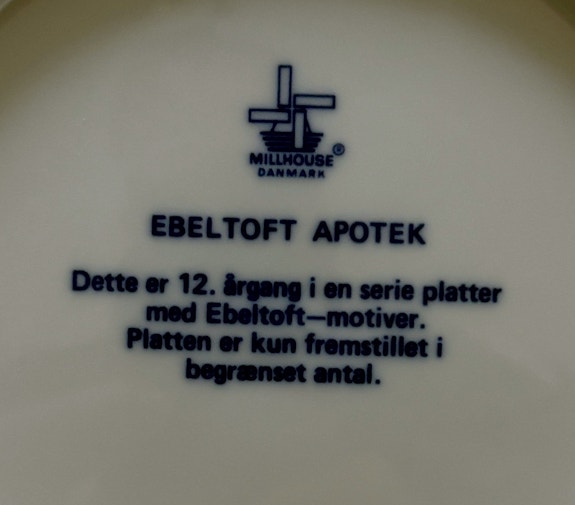 MILLHOUSE ®
DANMARK
EBELTOFT APOTEK
Dette er 12. årgang i en serie platter
med Ebeltoft-motiver.
Platten er kun fremstillet i
begrænset antal.